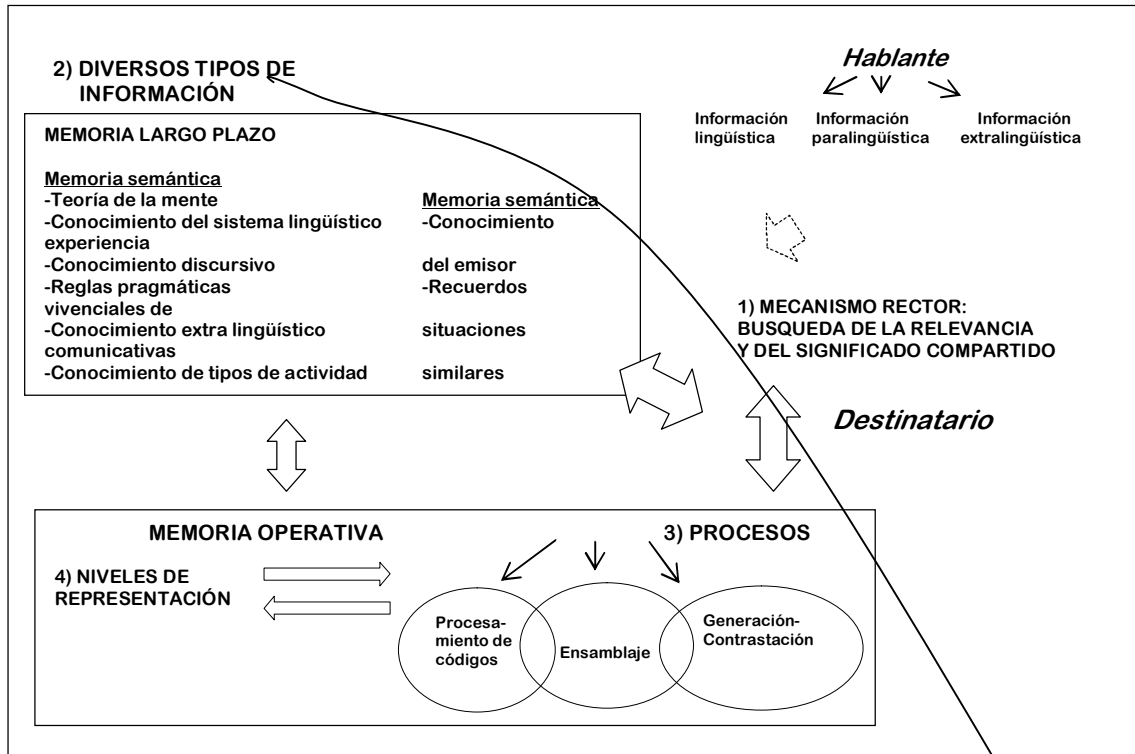 2) DIVERSOS TIPOS DE
INFORMACIÓN
Hablante
Información
lingüística
Información
paralingüística
Información
extralingüística
MEMORIA LARGO PLAZO
Memoria semántica
-Teoría de la mente
-Conocimiento del sistema lingüístico
experiencia
-Conocimiento discursivo
-Reglas pragmáticas
vivenciales de
-Conocimiento extra lingüístico
comunicativas
-Conocimiento de tipos de actividad
Memoria semántica
-Conocimiento
del emisor
-Recuerdos
situaciones
similares
1) MECANISMO RECTOR:
BUSQUEDA DE LA RELEVANCIA
Y DEL SIGNIFICADO COMPARTIDO
Destinatario
MEMORIA OPERATIVA
3) PROCESOS
4) NIVELES DE
REPRESENTACIÓN
Procesa-
miento de
códigos
Ensamblaje
Generación-
Contrastación